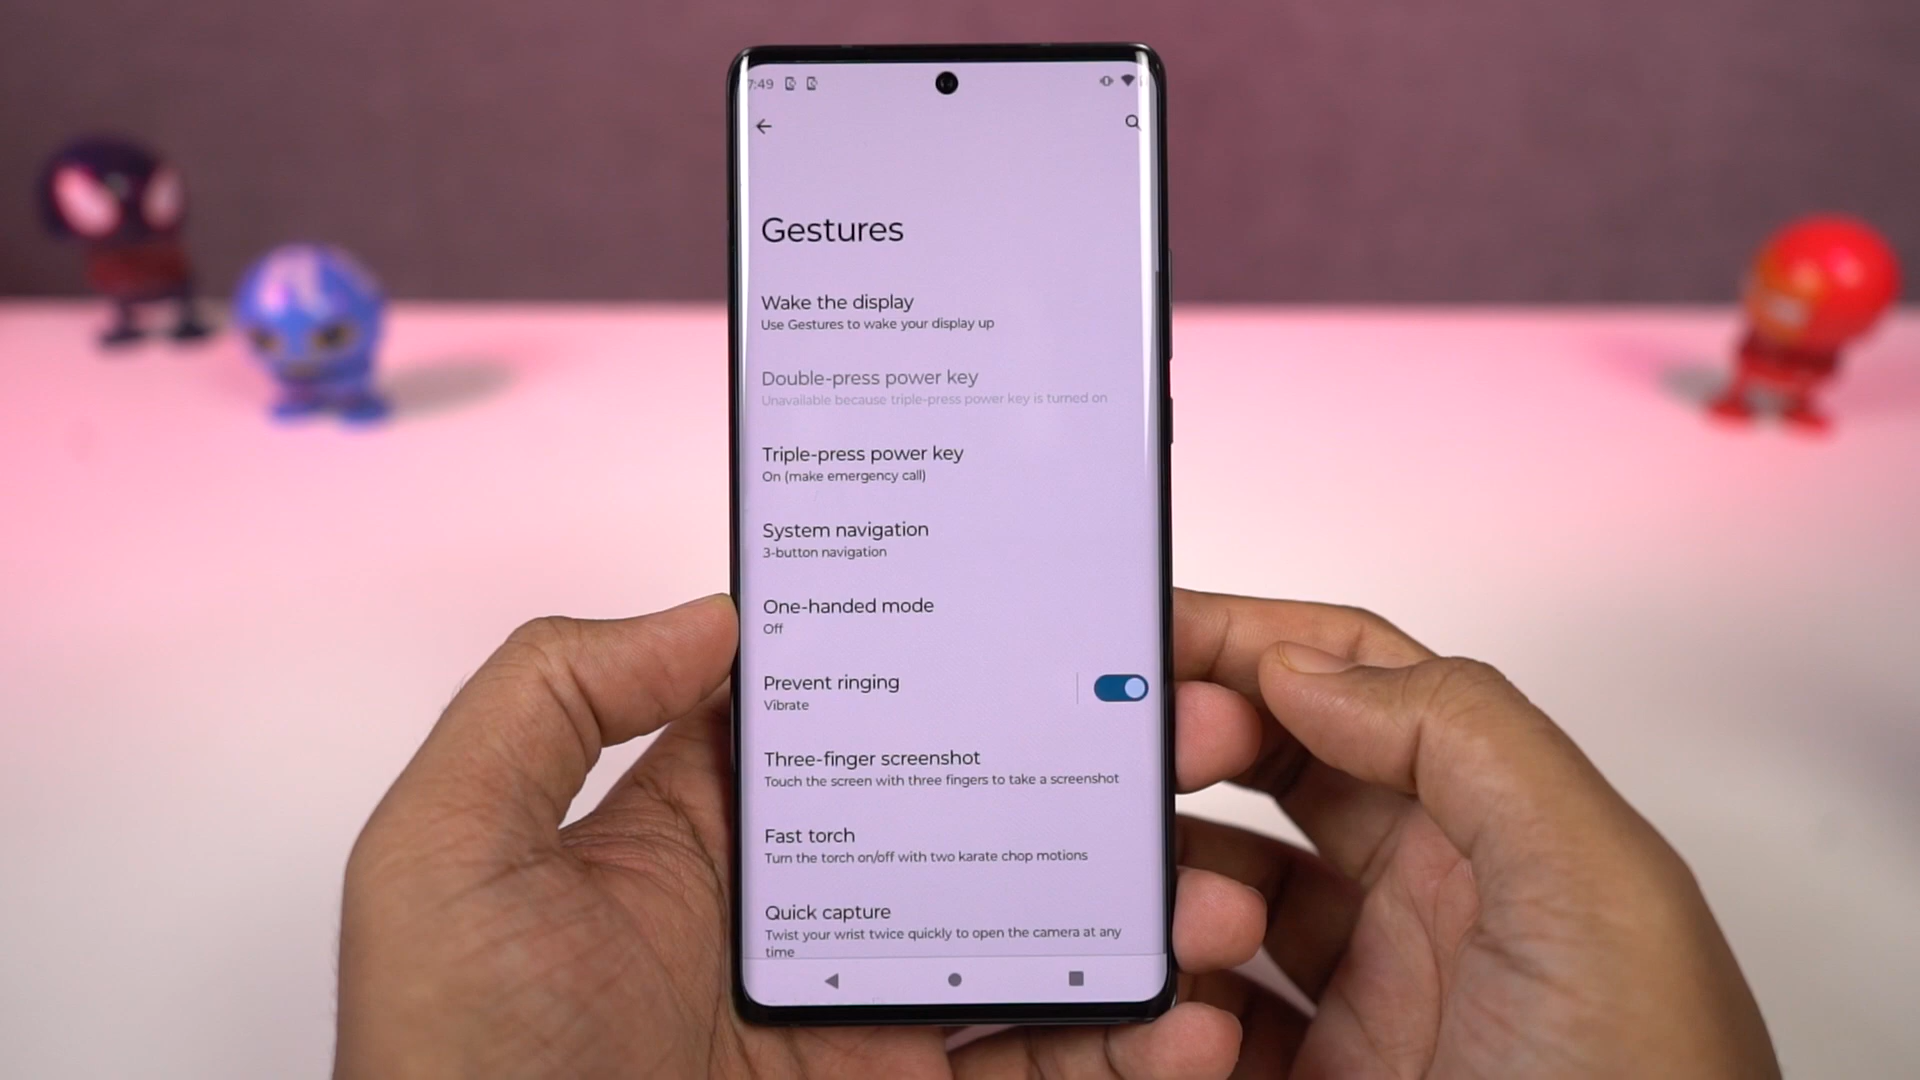 7:49
Gestures
Wake the display
Use Gestures to wake your display up
Double-press power key
Unavailable because triple-press power key is turned on
Triple-press power key
On (make emergency call)
System navigation
3-button navigation
One-handed mode
Off
Prevent ringing
Vibrate
Three-finger screenshot
Touch the screen with three fingers to take a screenshot
Fast torch
Turn the torch on/off with two karate chop motions
Quick capture
Twist your wrist twice quickly to open the camera at any
time